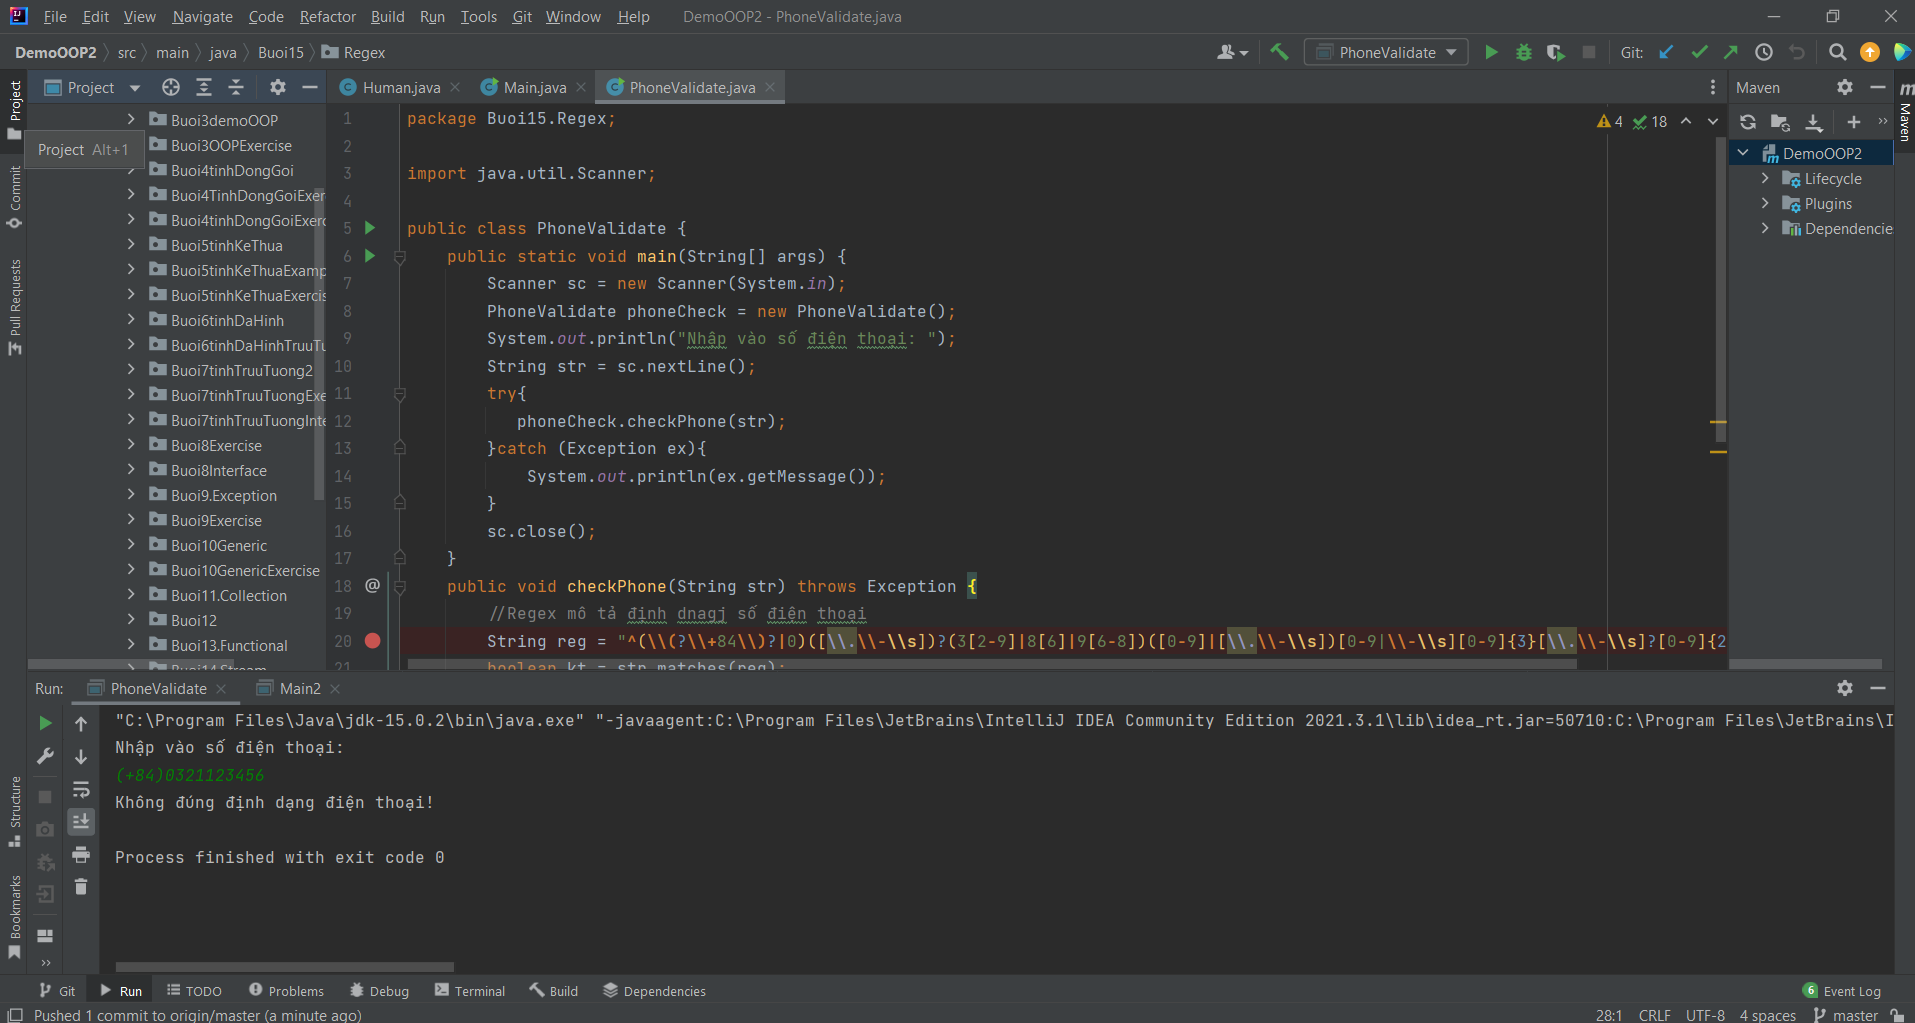 File Edit View Navigate Code Refactor Build Run Tools Git Window Help DemoOOP2 - PhoneValidate.java
DemoOOP2 src main java Buoi15 Regex
PhoneValidate
Git:
Project
Human.java
Main.java
PhoneValidate.java
Maven
Project
Project Alt+1
Commit
Pull Requests
Buoi3demoOOP
Buoi3OOPExercise
Buoi4tinhDongGoi
Buoi4TinhDongGoiExer
Buoi4tinhDongGoiExerc
Buoi5tinhKeThua
Buoi5tinhKeThuaExamp
Buoi5tinhKeThuaExercis
Buoi6tinhDaHinh
Buoi6tinhDaHinhTruuTu
Buoi7tinhTruuTuong2
Buoi7tinhTruuTuongExe
Buoi7tinhTruuTuongInte
Buoi8Exercise
Buoi8Interface
Buoi9.Exception
Buoi9Exercise
Buoi10Generic
Buoi10GenericExercise
Buoi11.Collection
Buoi12
Buoi13.Functional
Buoi14.Stream
4 18
1 package Buoi15.Regex;
2
3 import java.util.Scanner;
4
5 public class PhoneValidate {
6 public static void main(String[] args) {
7 Scanner sc = new Scanner(System.in);
8 PhoneValidate phoneCheck = new PhoneValidate();
9 System.out.println("Nhập vào số điện thoại: ");
10 String str = sc.nextLine();
11 try{
12 phoneCheck.checkPhone(str);
13 }catch (Exception ex){
14 System.out.println(ex.getMessage());
15 }
16 sc.close();
17 }
18 @ public void checkPhone(String str) throws Exception {
19 //Regex mô tả định dnagj số điện thoại
20 String reg = "^(\\(?\\+84\\)?|0)([\\.\\-\\s])?(3[2-9]|8[6]|9[6-8])([0-9]|[\\.\\-\\s])[0-9|\\-\\s][0-9]{3}[\\.\\-\\s]?[0-9]{2
21 boolean kt = str.matches(reg);
DemoOOP2
Lifecycle
Plugins
Dependencie
Maven
Run: PhoneValidate Main2
"C:\Program Files\Java\jdk-15.0.2\bin\java.exe" "-javaagent:C:\Program Files\JetBrains\IntelliJ IDEA Community Edition 2021.3.1\lib\idea_rt.jar=50710:C:\Program Files\JetBrains\I
Nhập vào số điện thoại:
(+84)0321123456
Không đúng định dạng điện thoại!
Process finished with exit code 0
Structure
Bookmarks
Git Run TODO Problems Debug Terminal Build Dependencies
6 Event Log
Pushed 1 commit to origin/master (a minute ago)
28:1 CRLF UTF-8 4 spaces master